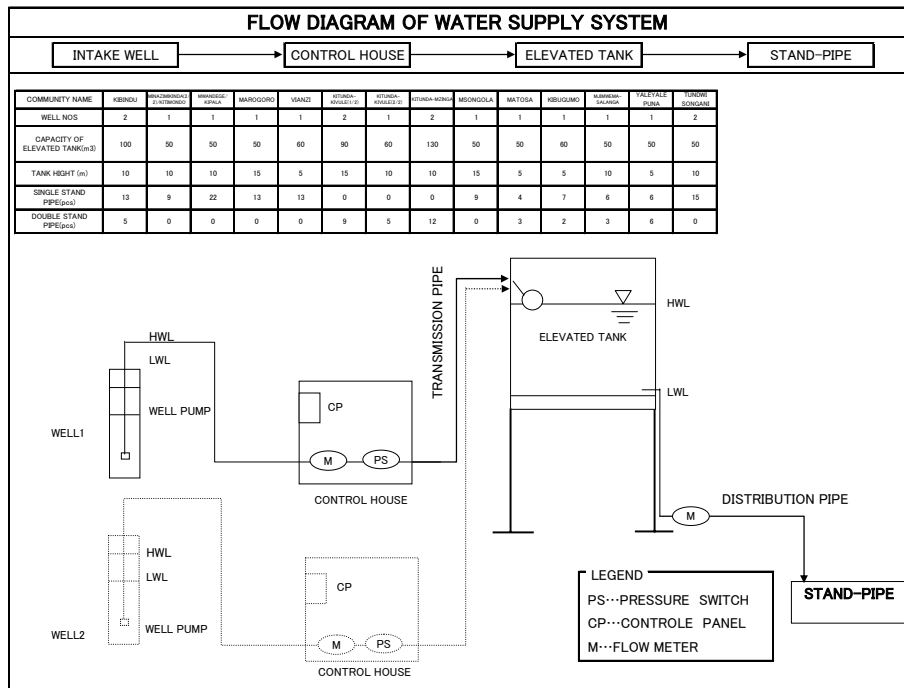 FLOW DIAGRAM OF WATER SUPPLY SYSTEM
INTAKE WELL CONTROL HOUSE ELEVATED TANK STAND-PIPE
COMMUNITY NAME KIBINDU MWANDEGE/KIPALA MAROGORO VIANZI KITUNDA-KIVULE(1/2) KITUNDA-KIVULE(2/2) KITUNDA-MZINGA MSONGOLA MATOSA KIBUGUMO MJIMWEMA-SALANGA YALEYALE PUNA TUNDWI SONGANI
WELL NOS 2 1 1 1 1 2 1 2 1 1 1 1 1 2
CAPACITY OF ELEVATED TANK(m3) 100 50 50 50 60 90 60 130 50 50 60 50 50 50
TANK HIGHT (m) 10 10 10 15 5 15 10 10 15 5 5 10 5 10
SINGLE STAND PIPE(pcs) 13 9 22 13 13 0 0 0 9 4 7 6 6 15
DOUBLE STAND PIPE(pcs) 5 0 0 0 0 9 5 12 0 3 2 3 6 0
TRANSMISSION PIPE
HWL
ELEVATED TANK
LWL
HWL
LWL
WELL PUMP
WELL1
CP
M PS
CONTROL HOUSE
DISTRIBUTION PIPE
M
STAND-PIPE
HWL
LWL
WELL PUMP
WELL2
CP
M PS
CONTROL HOUSE
LEGEND
PS···PRESSURE SWITCH
CP···CONTROLE PANEL
M···FLOW METER